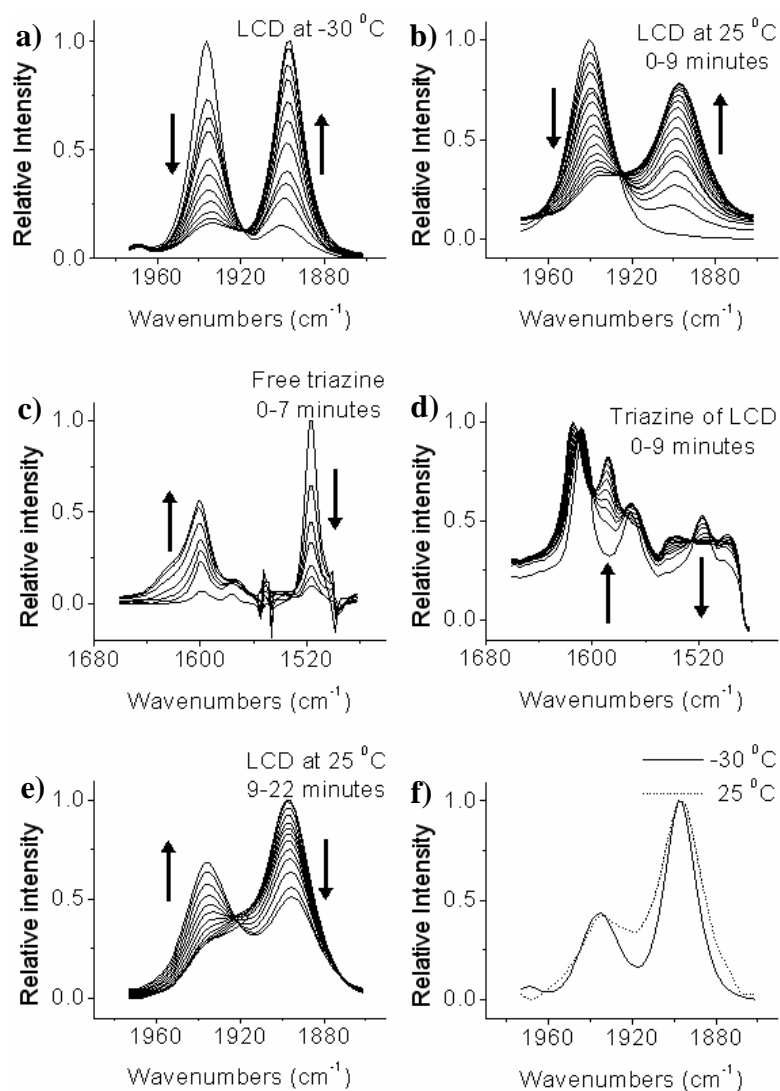 a)
LCD at -30 ⁰C
1.0
0.5
0.0
Relative Intensity
1960 1920 1880
Wavenumbers (cm⁻¹)
b)
LCD at 25 ⁰C
0-9 minutes
1.0
0.5
0.0
Relative Intensity
1960 1920 1880
Wavenumbers (cm⁻¹)
c)
Free triazine
0-7 minutes
1.0
0.5
0.0
Relative intensity
1680 1600 1520
Wavenumbers (cm⁻¹)
d)
Triazine of LCD
0-9 minutes
1.0
0.5
0.0
Relative intensity
1680 1600 1520
Wavenumbers (cm⁻¹)
e)
LCD at 25 ⁰C
9-22 minutes
1.0
0.5
0.0
Relative intensity
1960 1920 1880
Wavenumbers (cm⁻¹)
f)
-30 ⁰C
25 ⁰C
1.0
0.5
0.0
Relative intensity
1960 1920 1880
Wavenumbers (cm⁻¹)